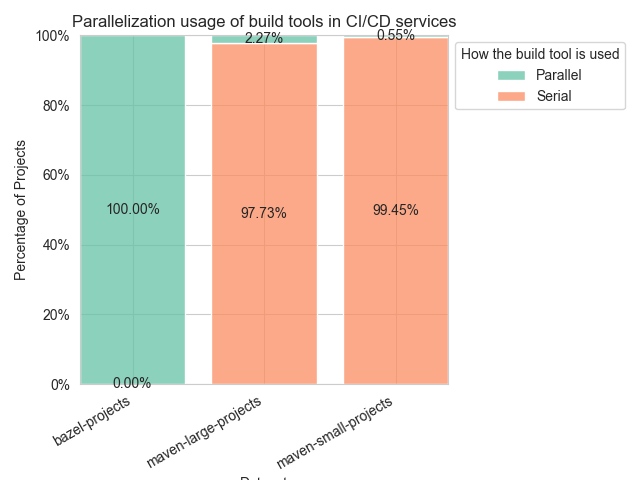 Parallelization usage of build tools in CI/CD services
100%
80%
60%
40%
20%
0%
Percentage of Projects
100.00%
0.00%
2.27%
97.73%
0.55%
99.45%
bazel-projects
maven-large-projects
maven-small-projects
How the build tool is used
Parallel
Serial